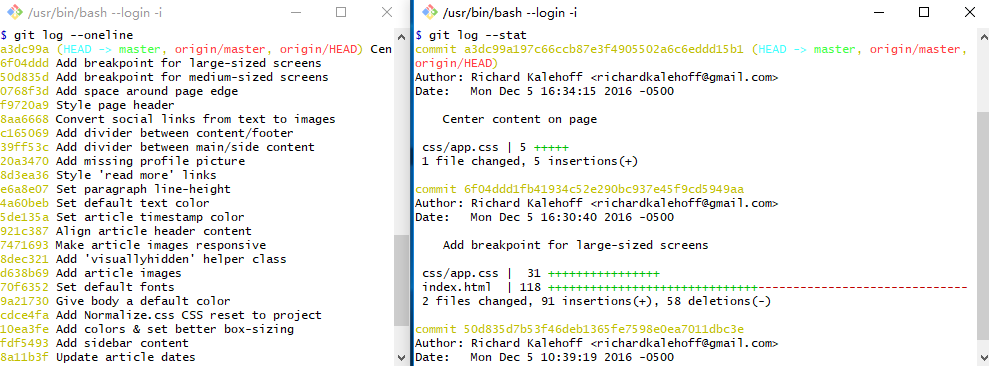 /usr/bin/bash --login -i
$ git log --oneline
a3dc99a (HEAD -> master, origin/master, origin/HEAD) Cen
6f04ddd Add breakpoint for large-sized screens
50d835d Add breakpoint for medium-sized screens
0768f3d Add space around page edge
f9720a9 Style page header
8aa6668 Convert social links from text to images
c165069 Add divider between content/footer
39ff53c Add divider between main/side content
20a3470 Add missing profile picture
8d3ea36 Style 'read more' links
e6a8e07 Set paragraph line-height
4a60beb Set default text color
5de135a Set article timestamp color
921c387 Align article header content
7471693 Make article images responsive
8dec321 Add 'visuallyhidden' helper class
d638b69 Add article images
70f6352 Set default fonts
9a21730 Give body a default color
cdce4fa Add Normalize.css CSS reset to project
10ea3fe Add colors & set better box-sizing
fdf5493 Add sidebar content
8a11b3f Update article dates
/usr/bin/bash --login -i
$ git log --stat
commit a3dc99a197c66ccb87e3f4905502a6c6eddd15b1 (HEAD -> master, origin/master,
origin/HEAD)
Author: Richard Kalehoff <richardkalehoff@gmail.com>
Date:   Mon Dec 5 16:34:15 2016 -0500
Center content on page
css/app.css | 5 +++++
1 file changed, 5 insertions(+)
commit 6f04ddd1fb41934c52e290bc937e45f9cd5949aa
Author: Richard Kalehoff <richardkalehoff@gmail.com>
Date:   Mon Dec 5 16:30:40 2016 -0500
Add breakpoint for large-sized screens
css/app.css |  31 ++++++++++++++++
index.html  | 118 ++++++++++++++++++++++++++++++------------------------------
2 files changed, 91 insertions(+), 58 deletions(-)
commit 50d835d7b53f46deb1365fe7598e0ea7011dbc3e
Author: Richard Kalehoff <richardkalehoff@gmail.com>
Date:   Mon Dec 5 10:39:19 2016 -0500